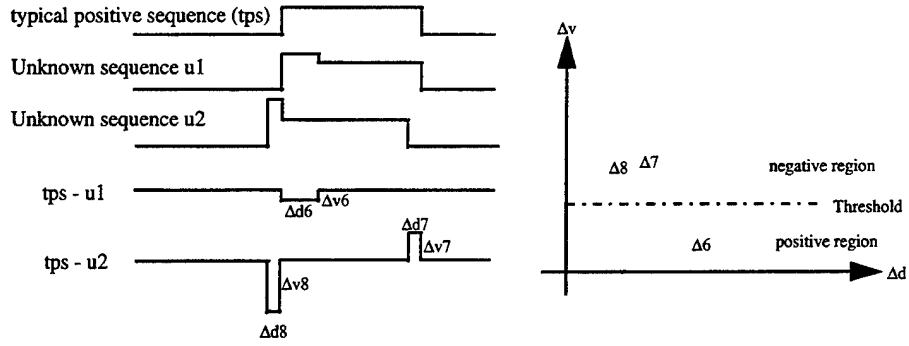 typical positive sequence (tps)
Unknown sequence u1
Unknown sequence u2
tps - u1
Δd6
Δv6
tps - u2
Δd7
Δv7
Δv8
Δd8
Δv
Δ8
Δ7
negative region
Threshold
Δ6
positive region
Δd